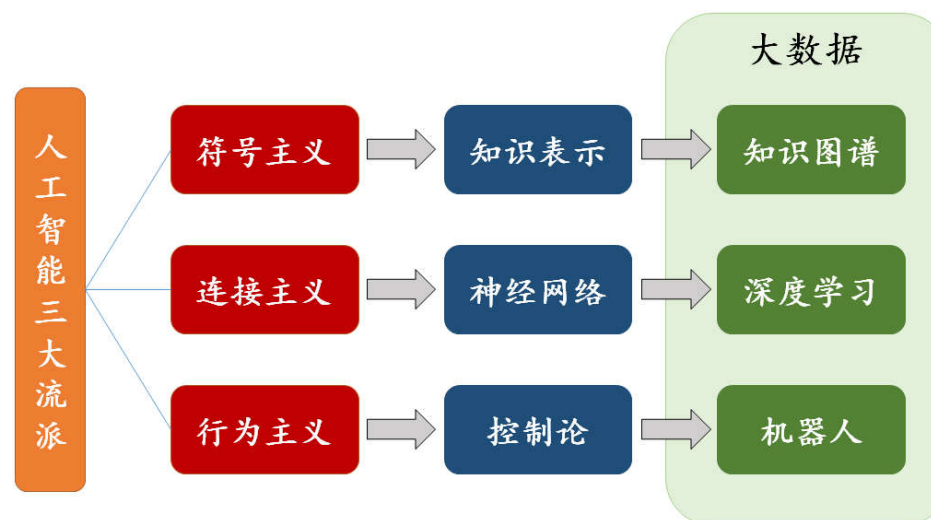 人工智能三大流派
大数据
符号主义
知识表示
知识图谱
连接主义
神经网络
深度学习
行为主义
控制论
机器人